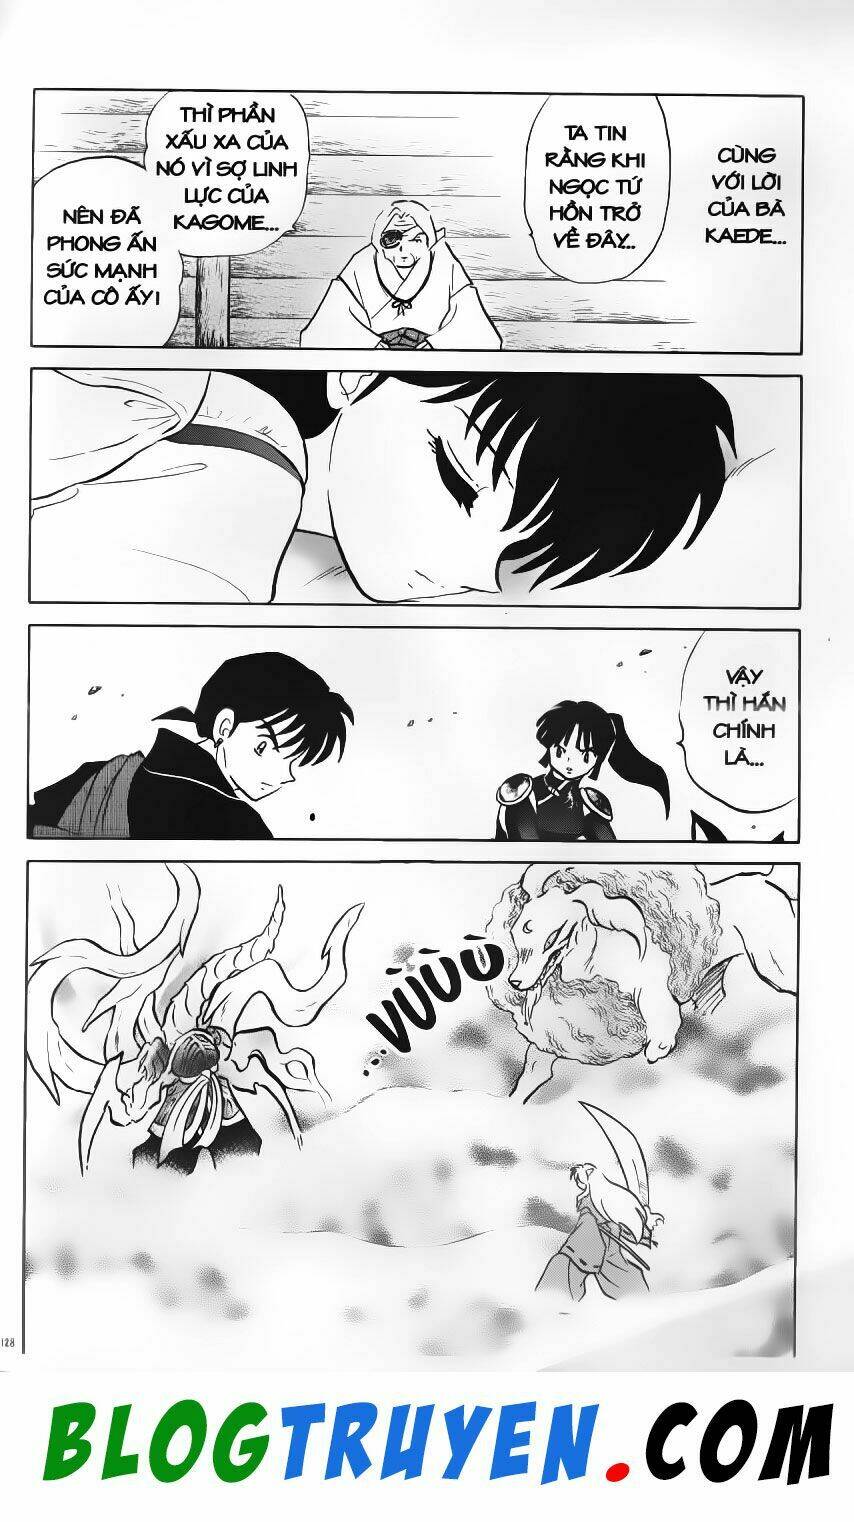 CÙNG
VỚI LỜI
CỦA BÀ
KAEDE...
TA TIN
RẰNG KHI
NGỌC TỨ
HỒN TRỞ
VỀ ĐÂY...
THÌ PHẦN
XẤU XA CỦA
NÓ VÌ SỢ LINH
LỰC CỦA
KAGOME...
NÊN ĐÃ
PHONG ẤN
SỨC MẠNH
CỦA CÔ ẤY!
VẬY
THÌ HẮN
CHÍNH
LÀ...
...VÙÙÙÙ
128
BLOGTRUYEN.COM